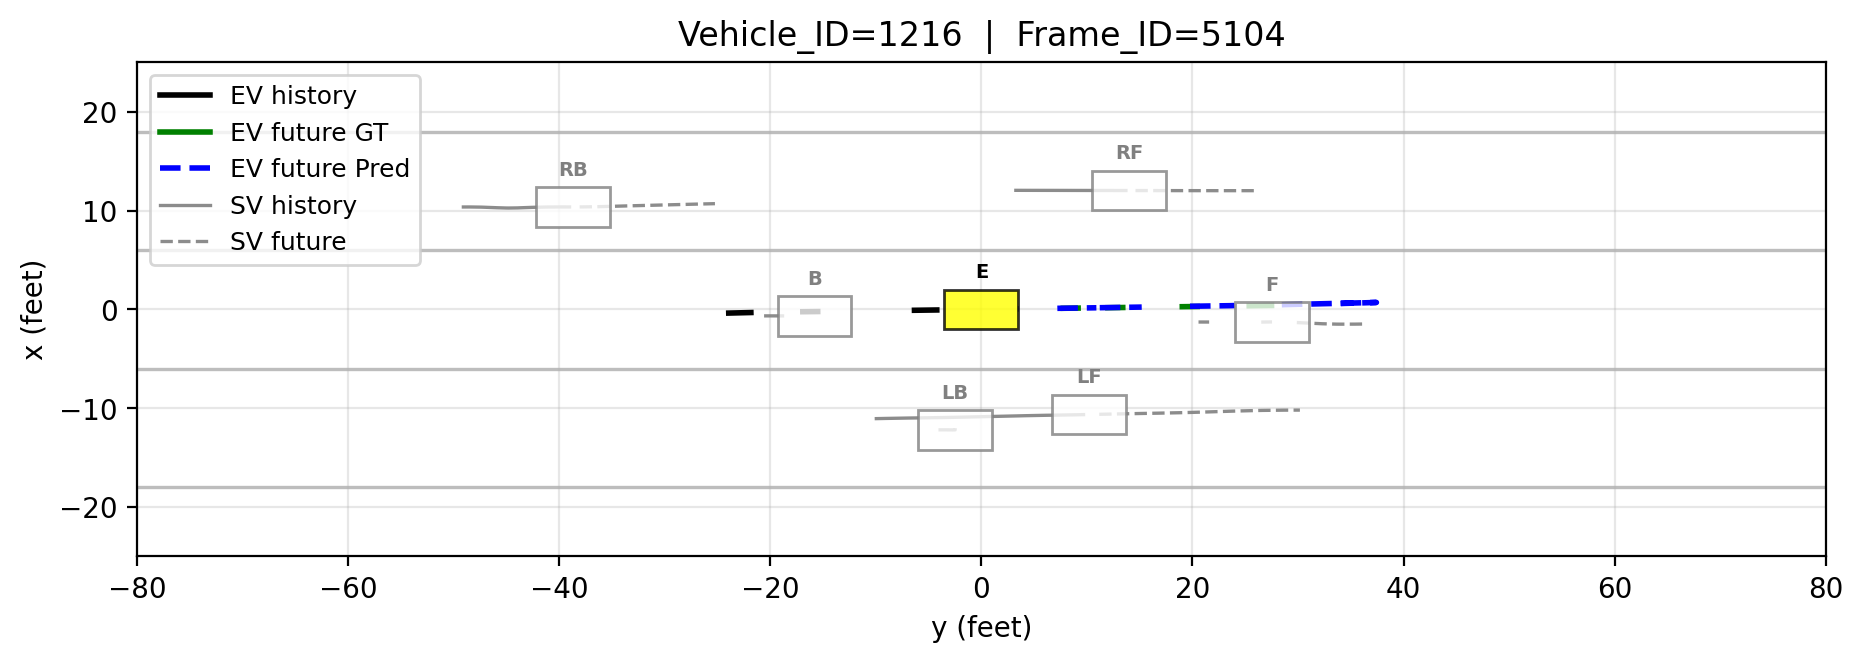 Vehicle_ID=1216 | Frame_ID=5104
EV history
EV future GT
EV future Pred
SV history
SV future
RB
RF
B
E
F
LB
LF
20
10
0
−10
−20
x (feet)
−80
−60
−40
−20
0
20
40
60
80
y (feet)